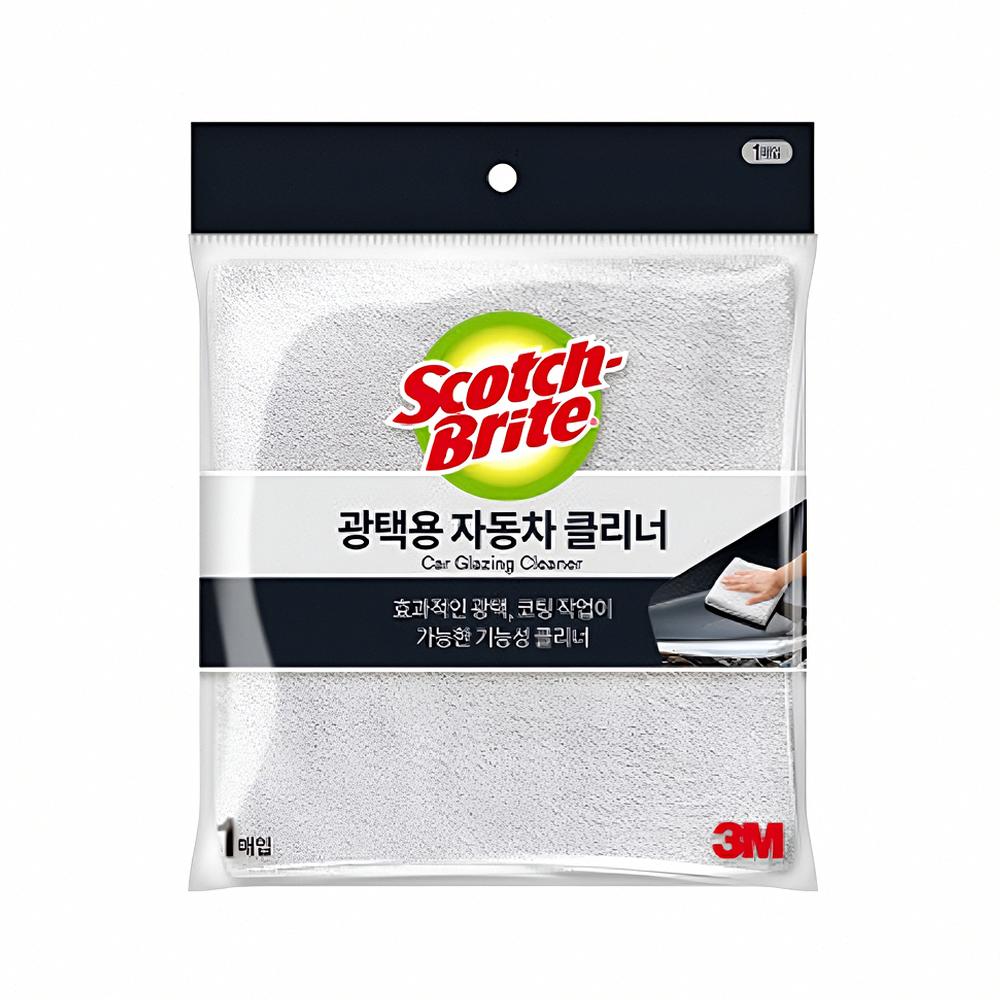 1매입
Scotch-
Brite
광택용 자동차 클리너
Car Glazing Cleaner
효과적인 광택, 코팅 작업이
가능한 기능성 클리너
1매입
3M